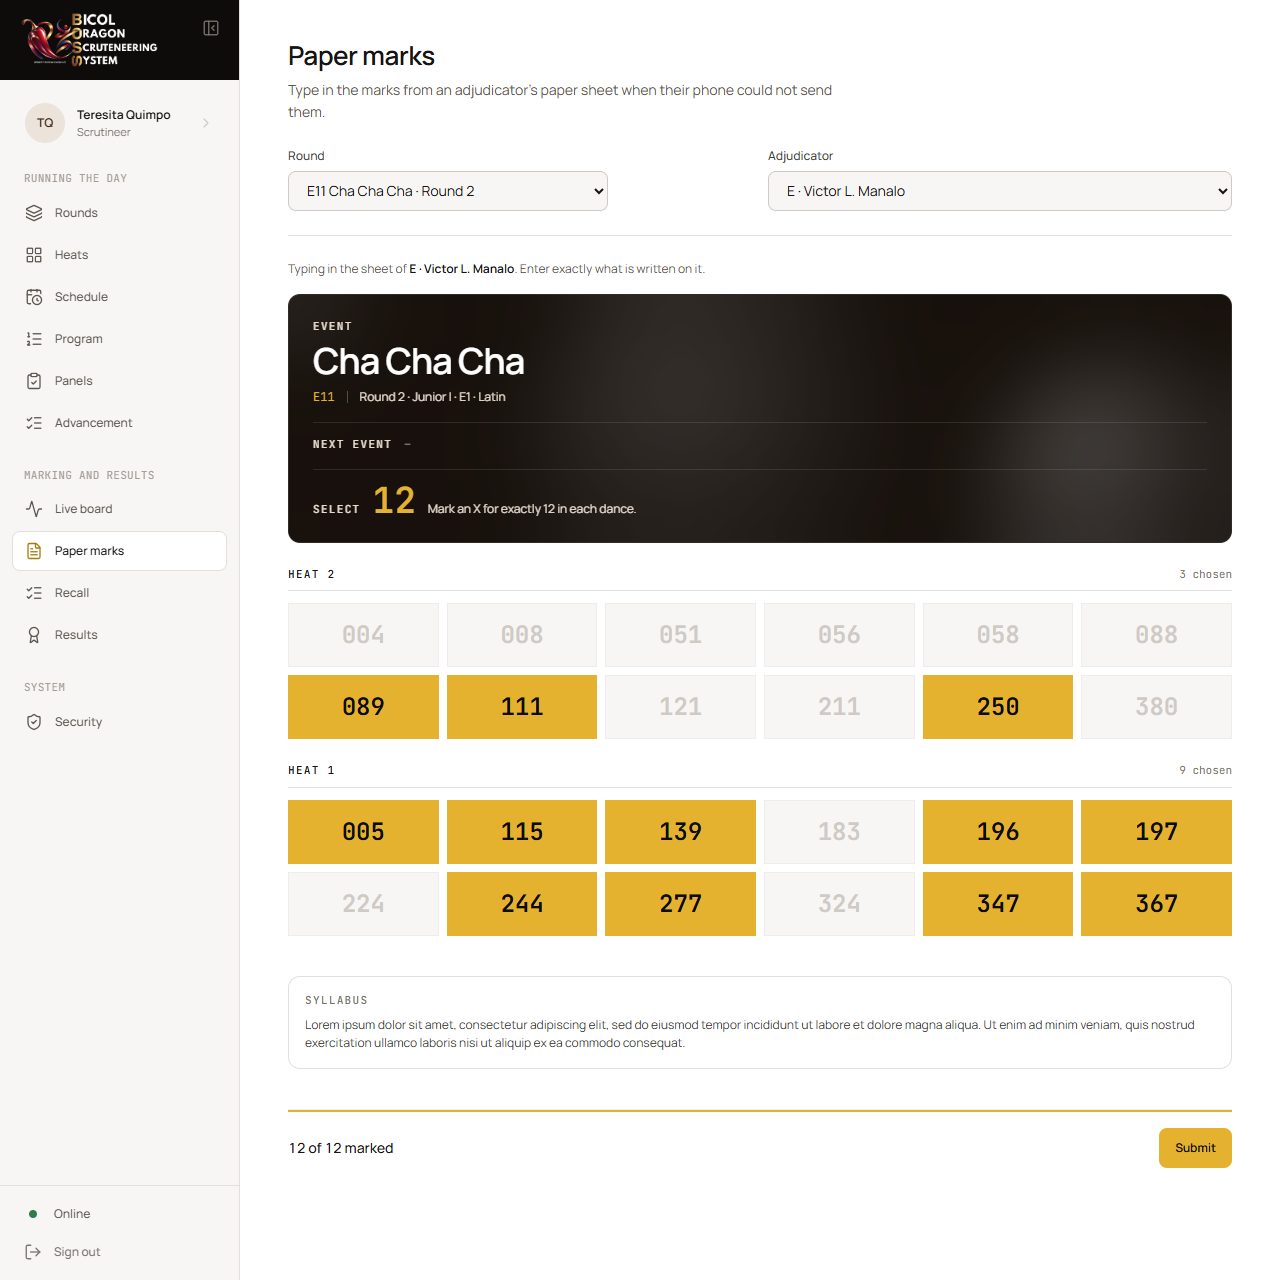 BICOL
DRAGON
SCRUTENEERING
SYSTEM
TQ
Teresita Quimpo
Scrutineer
RUNNING THE DAY
Rounds
Heats
Schedule
Program
Panels
Advancement
MARKING AND RESULTS
Live board
Paper marks
Recall
Results
SYSTEM
Security
Online
Sign out
Paper marks
Type in the marks from an adjudicator's paper sheet when their phone could not send
them.
Round
Adjudicator
E11 Cha Cha Cha · Round 2
E · Victor L. Manalo
Typing in the sheet of E · Victor L. Manalo. Enter exactly what is written on it.
EVENT
Cha Cha Cha
E11 Round 2 · Junior I · E1 · Latin
NEXT EVENT –
SELECT 12 Mark an X for exactly 12 in each dance.
HEAT 2 3 chosen
004 008 051 056 058 088
089 111 121 211 250 380
HEAT 1 9 chosen
005 115 139 183 196 197
224 244 277 324 347 367
SYLLABUS
Lorem ipsum dolor sit amet, consectetur adipiscing elit, sed do eiusmod tempor incididunt ut labore et dolore magna aliqua. Ut enim ad minim veniam, quis nostrud
exercitation ullamco laboris nisi ut aliquip ex ea commodo consequat.
12 of 12 marked
Submit